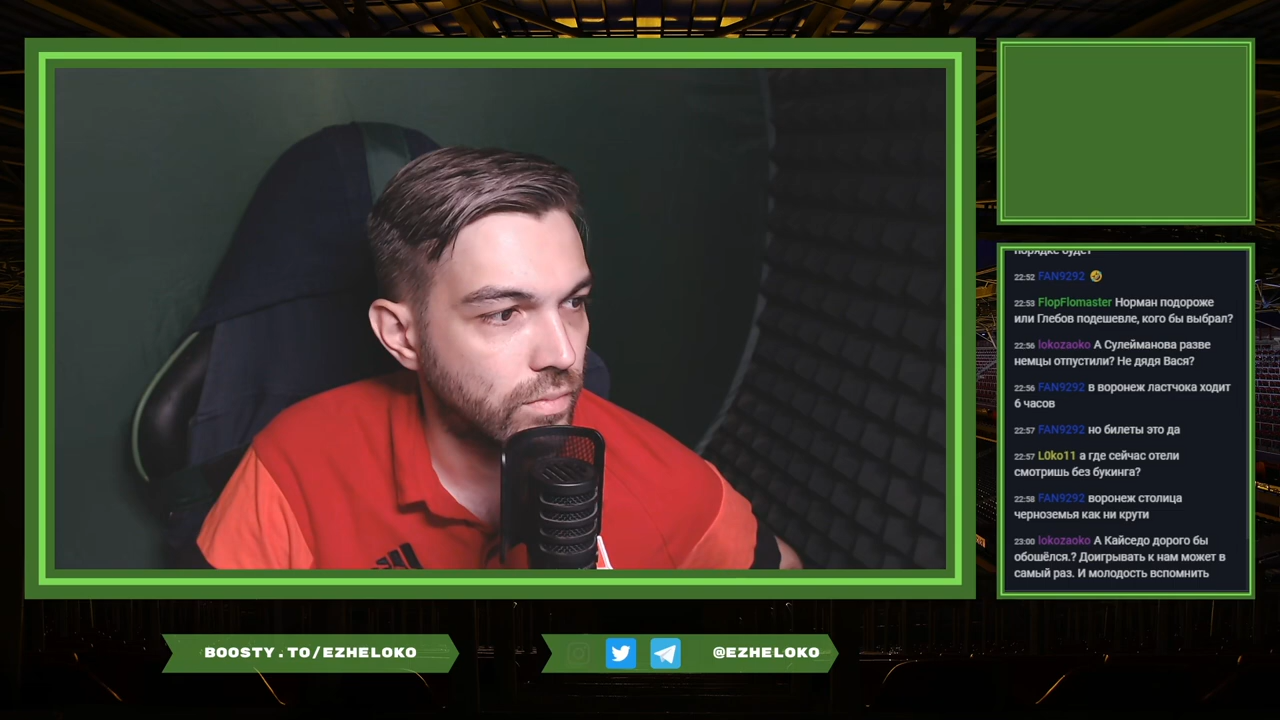 порядке будет
22:52 FAN9292 🤣
22:53 FlopFlomaster Норман подороже
или Глебов подешевле, кого бы выбрал?
22:56 lokozaoko А Сулейманова разве
немцы отпустили? Не дядя Вася?
22:56 FAN9292 в воронеж ластчока ходит
6 часов
22:57 FAN9292 но билеты это да
22:57 L0ko11 а где сейчас отели
смотришь без букинга?
22:58 FAN9292 воронеж столица
черноземья как ни крути
23:00 lokozaoko А Кайседо дорого бы
обошёлся.? Доигрывать к нам может в
самый раз. И молодость вспомнить
BOOSTY.TO/EZHELOKO
@EZHELOKO